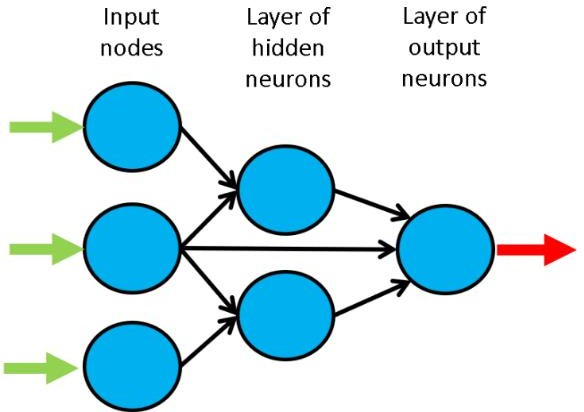 Input
nodes
Layer of
hidden
neurons
Layer of
output
neurons